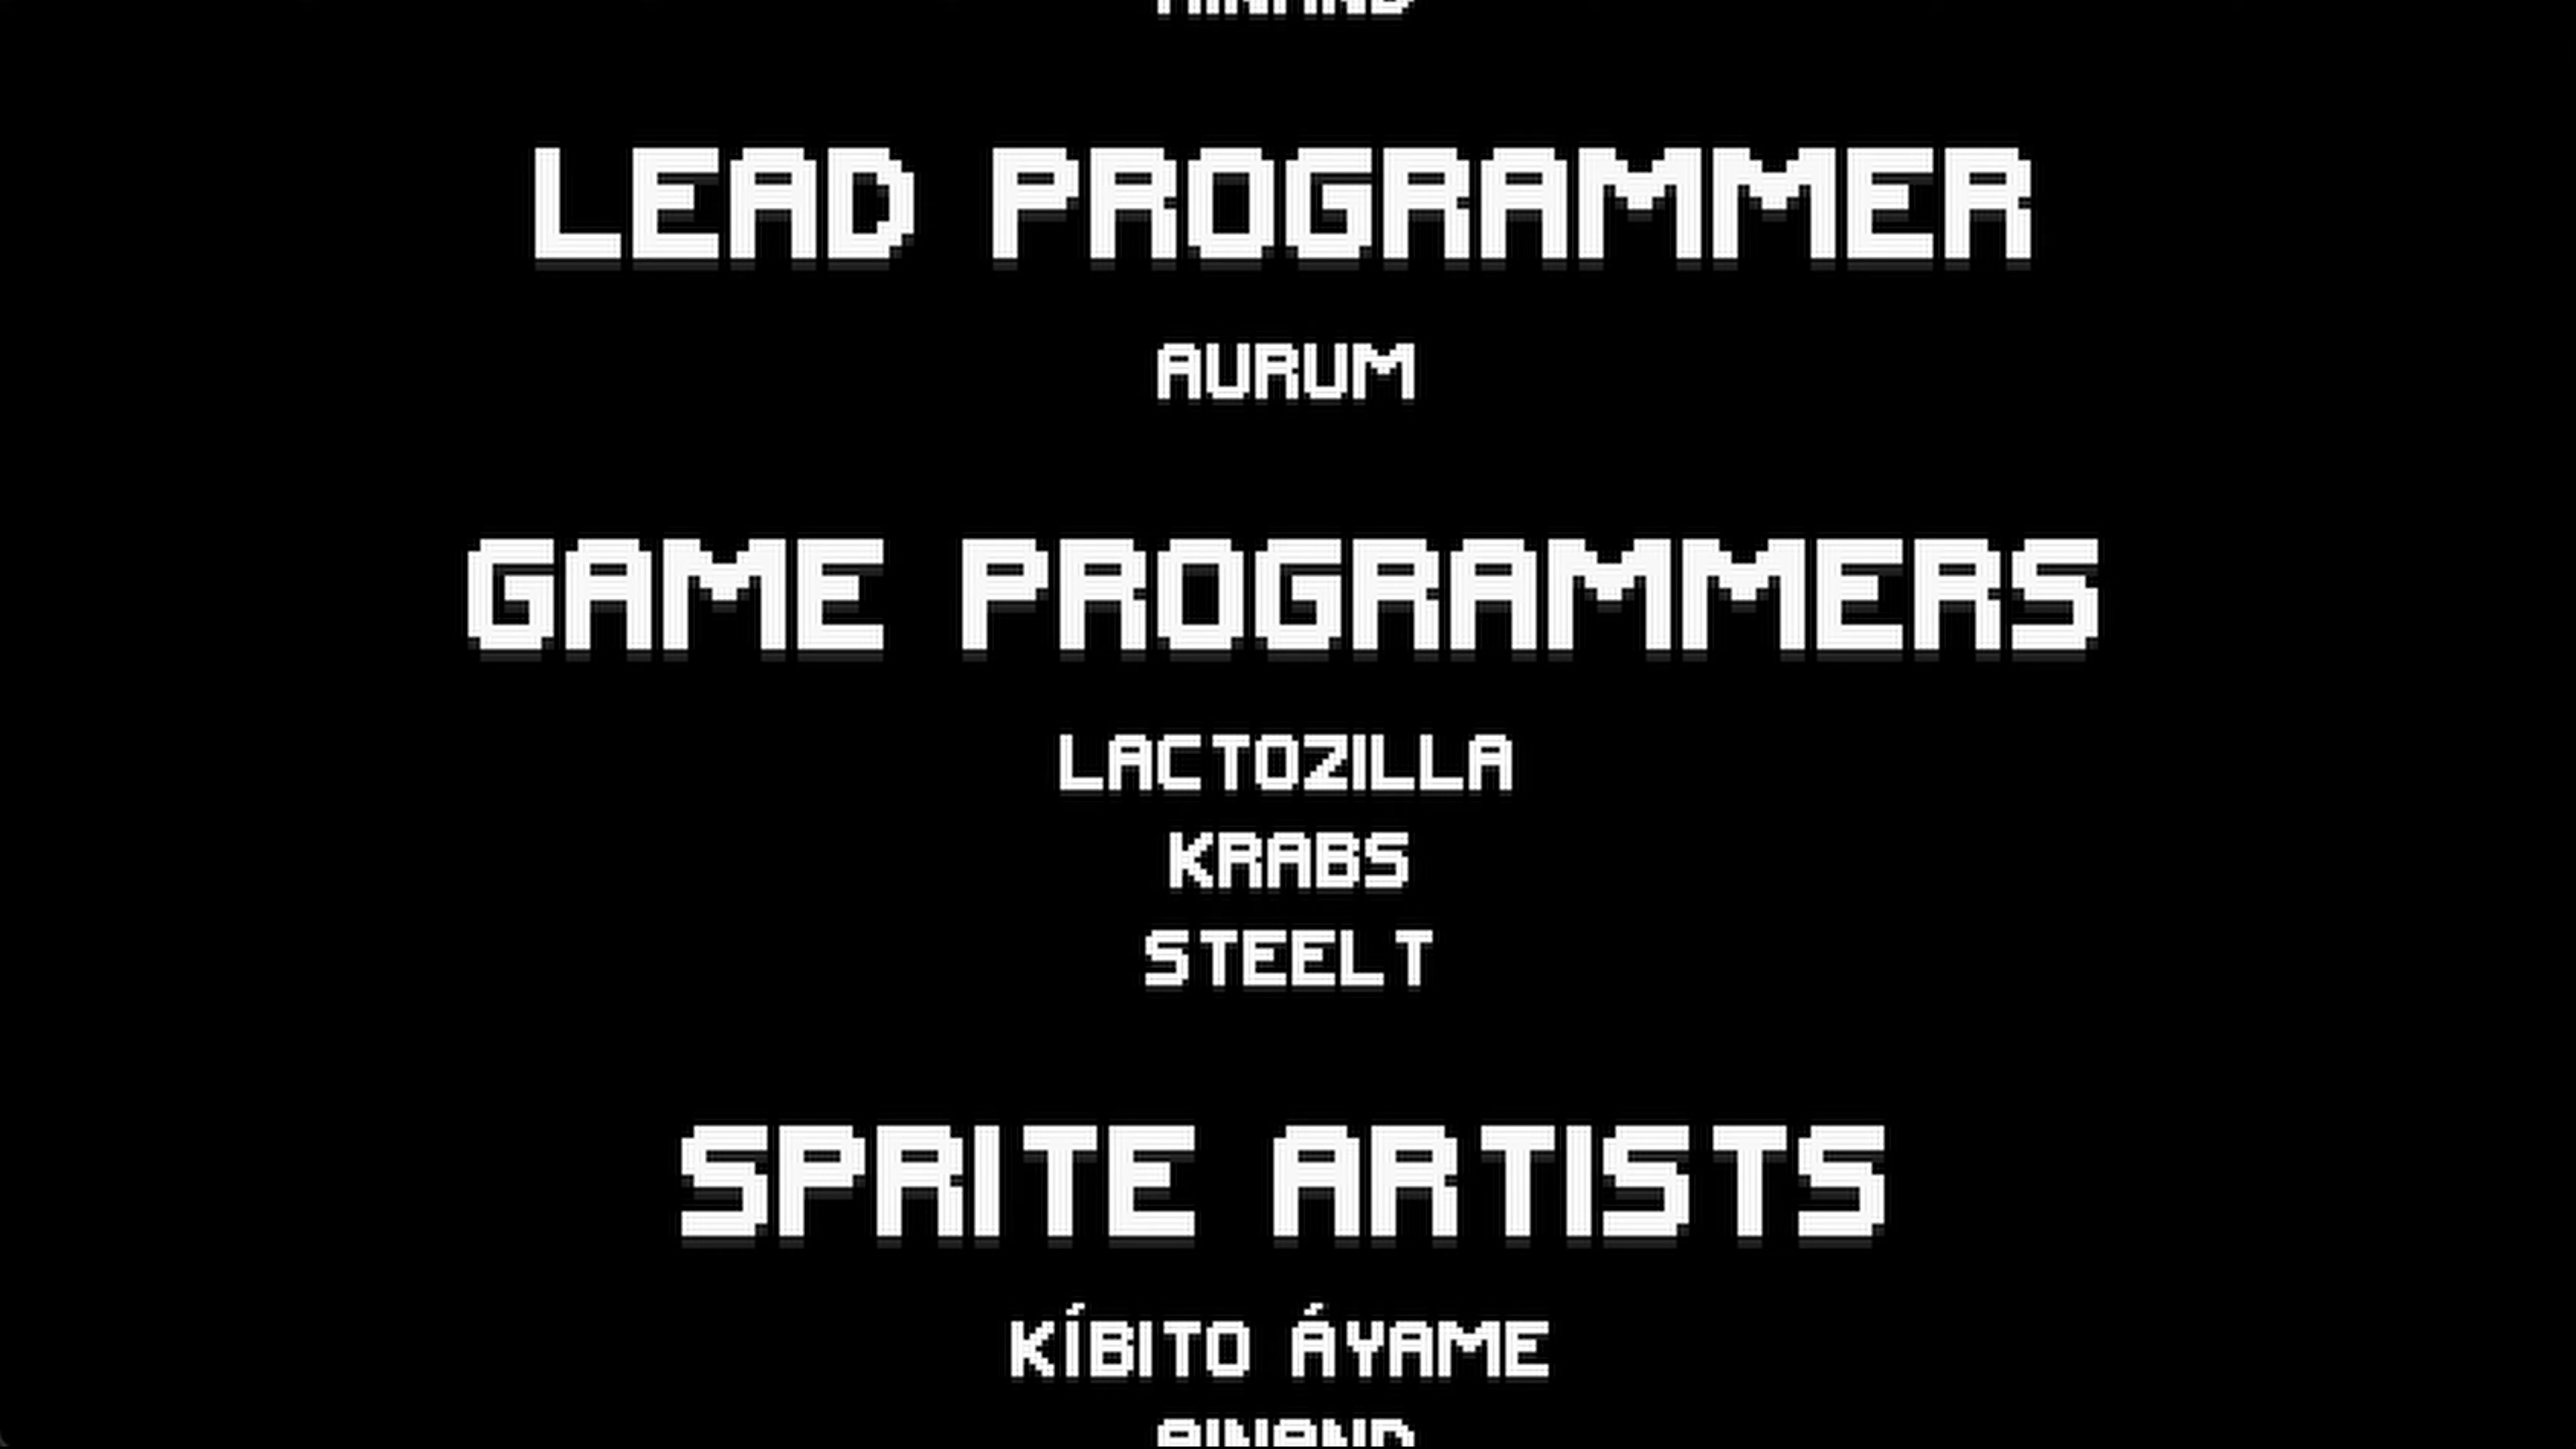 LEAD PROGRAMMER
AURUM
GAME PROGRAMMERS
LACTOZILLA
KRABS
STEELT
SPRITE ARTISTS
KÍBITO ÁYAME